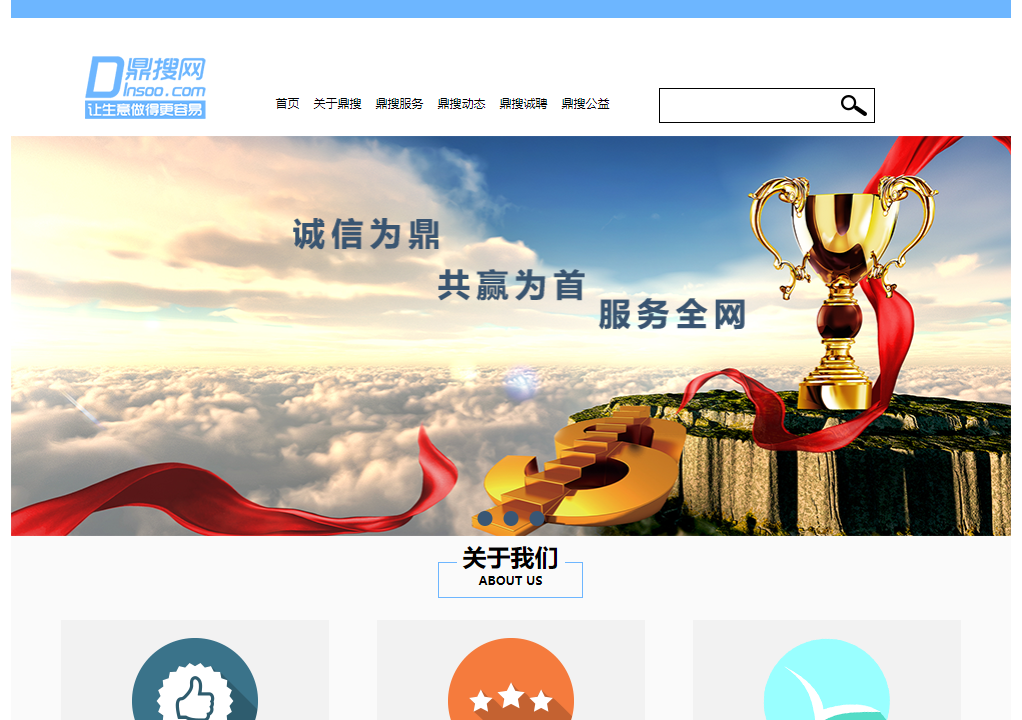 鼎搜网
Dinsoo.com
让生意做得更容易
首页 关于鼎搜 鼎搜服务 鼎搜动态 鼎搜诚聘 鼎搜公益
诚信为鼎
共赢为首
服务全网
关于我们
ABOUT US